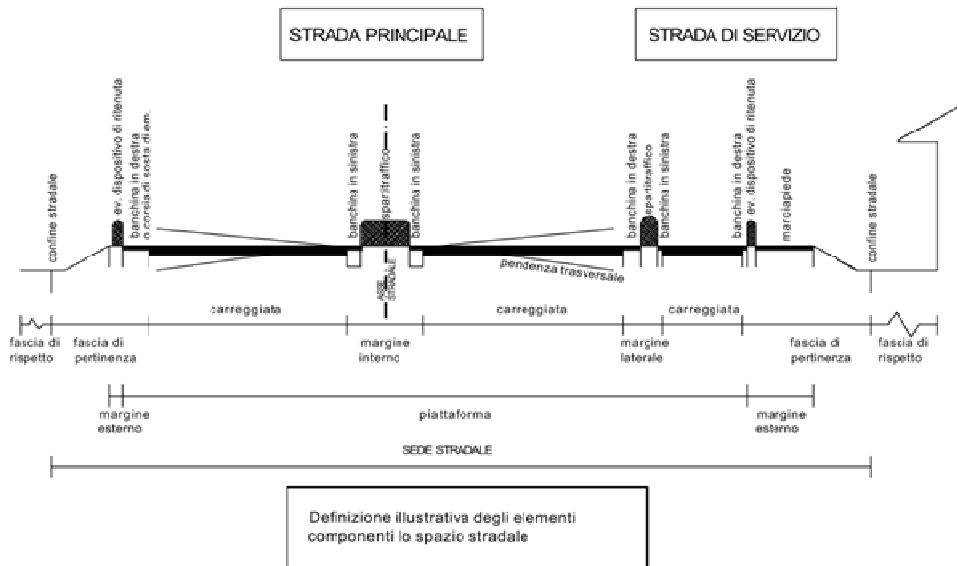 STRADA PRINCIPALE
STRADA DI SERVIZIO
confine stradale
ev. dispositivo di ritenuta
banchina in destra
o corsia di sosta di em.
banchina in sinistra
spartitraffico
banchina in sinistra
banchina in destra
spartitraffico
banchina in sinistra
banchina in destra
ev. dispositivo di ritenuta
marciapiede
confine stradale
ASSE
STRADALE
pendenza trasversale
carreggiata
carreggiata
carreggiata
fascia di
rispetto
fascia di
pertinenza
margine
interno
margine
laterale
fascia di
pertinenza
fascia di
rispetto
margine
esterno
piattaforma
margine
esterno
SEDE STRADALE
Definizione illustrativa degli elementi
componenti lo spazio stradale